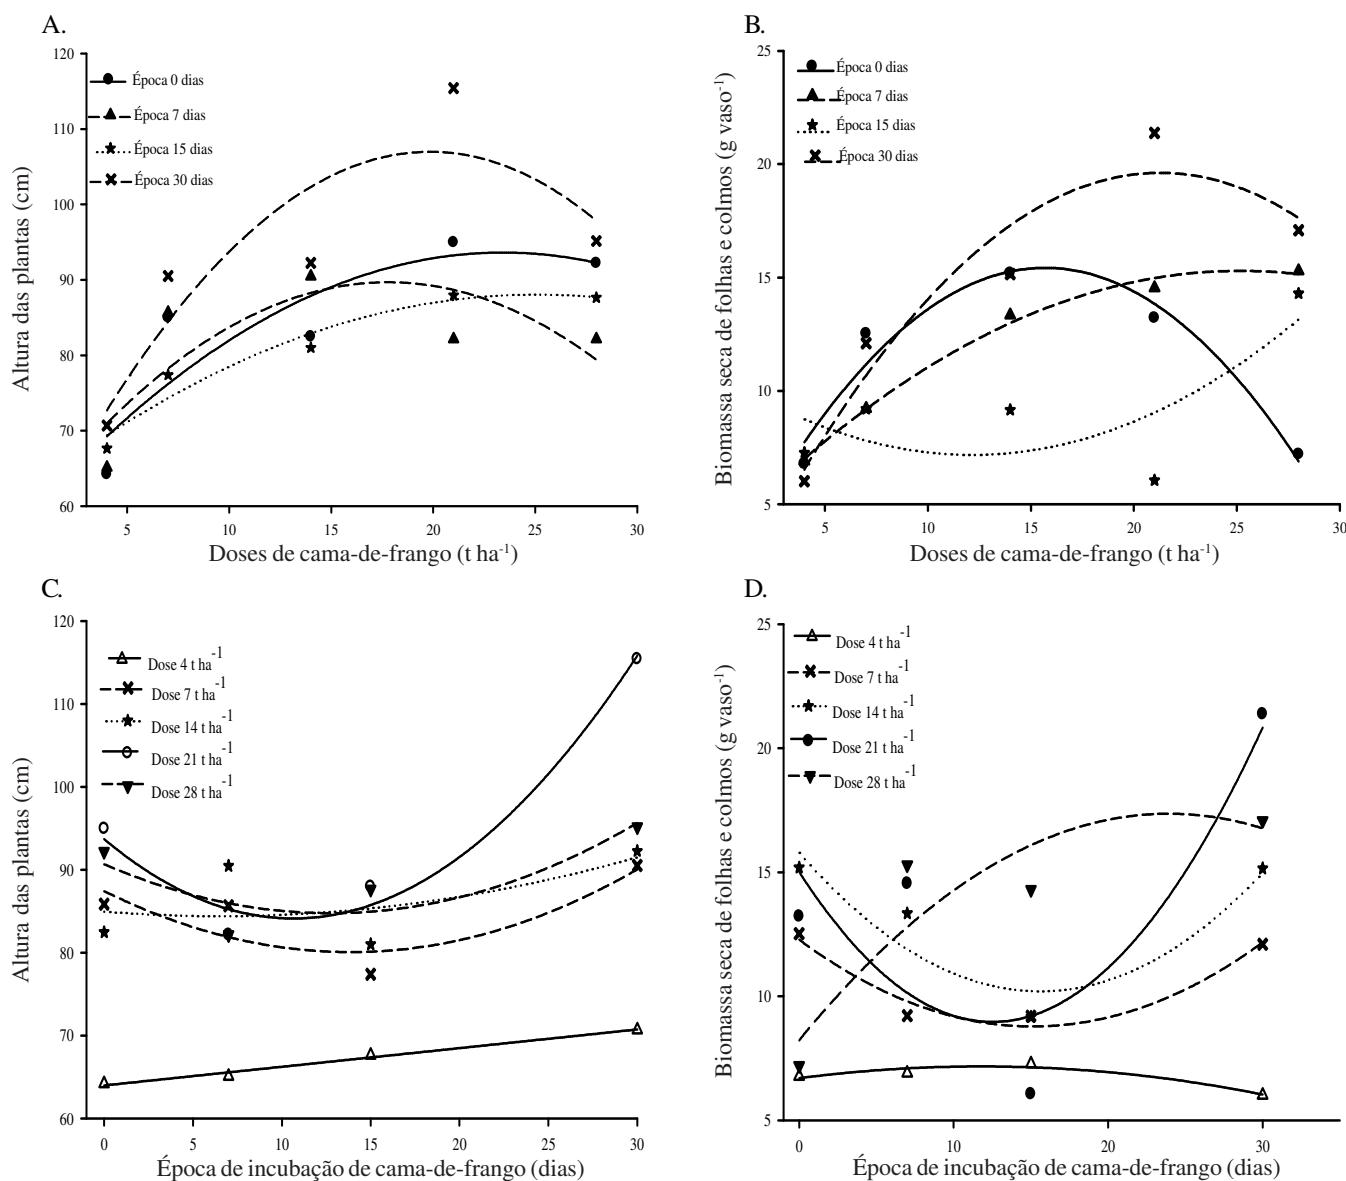 A.
120
110
100
90
80
70
60
Altura das plantas (cm)
Época 0 dias
Época 7 dias
Época 15 dias
Época 30 dias
5
10
15
20
25
30
Doses de cama-de-frango (t ha⁻¹)
B.
25
20
15
10
5
Biomassa seca de folhas e colmos (g vaso⁻¹)
Época 0 dias
Época 7 dias
Época 15 dias
Época 30 dias
5
10
15
20
25
30
Doses de cama-de-frango (t ha⁻¹)
C.
120
110
100
90
80
70
60
Altura das plantas (cm)
Dose 4 t ha⁻¹
Dose 7 t ha⁻¹
Dose 14 t ha⁻¹
Dose 21 t ha⁻¹
Dose 28 t ha⁻¹
0
5
10
15
20
25
30
Época de incubação de cama-de-frango (dias)
D.
25
20
15
10
5
Biomassa seca de folhas e colmos (g vaso⁻¹)
Dose 4 t ha⁻¹
Dose 7 t ha⁻¹
Dose 14 t ha⁻¹
Dose 21 t ha⁻¹
Dose 28 t ha⁻¹
0
10
20
30
Época de incubação de cama-de-frango (dias)